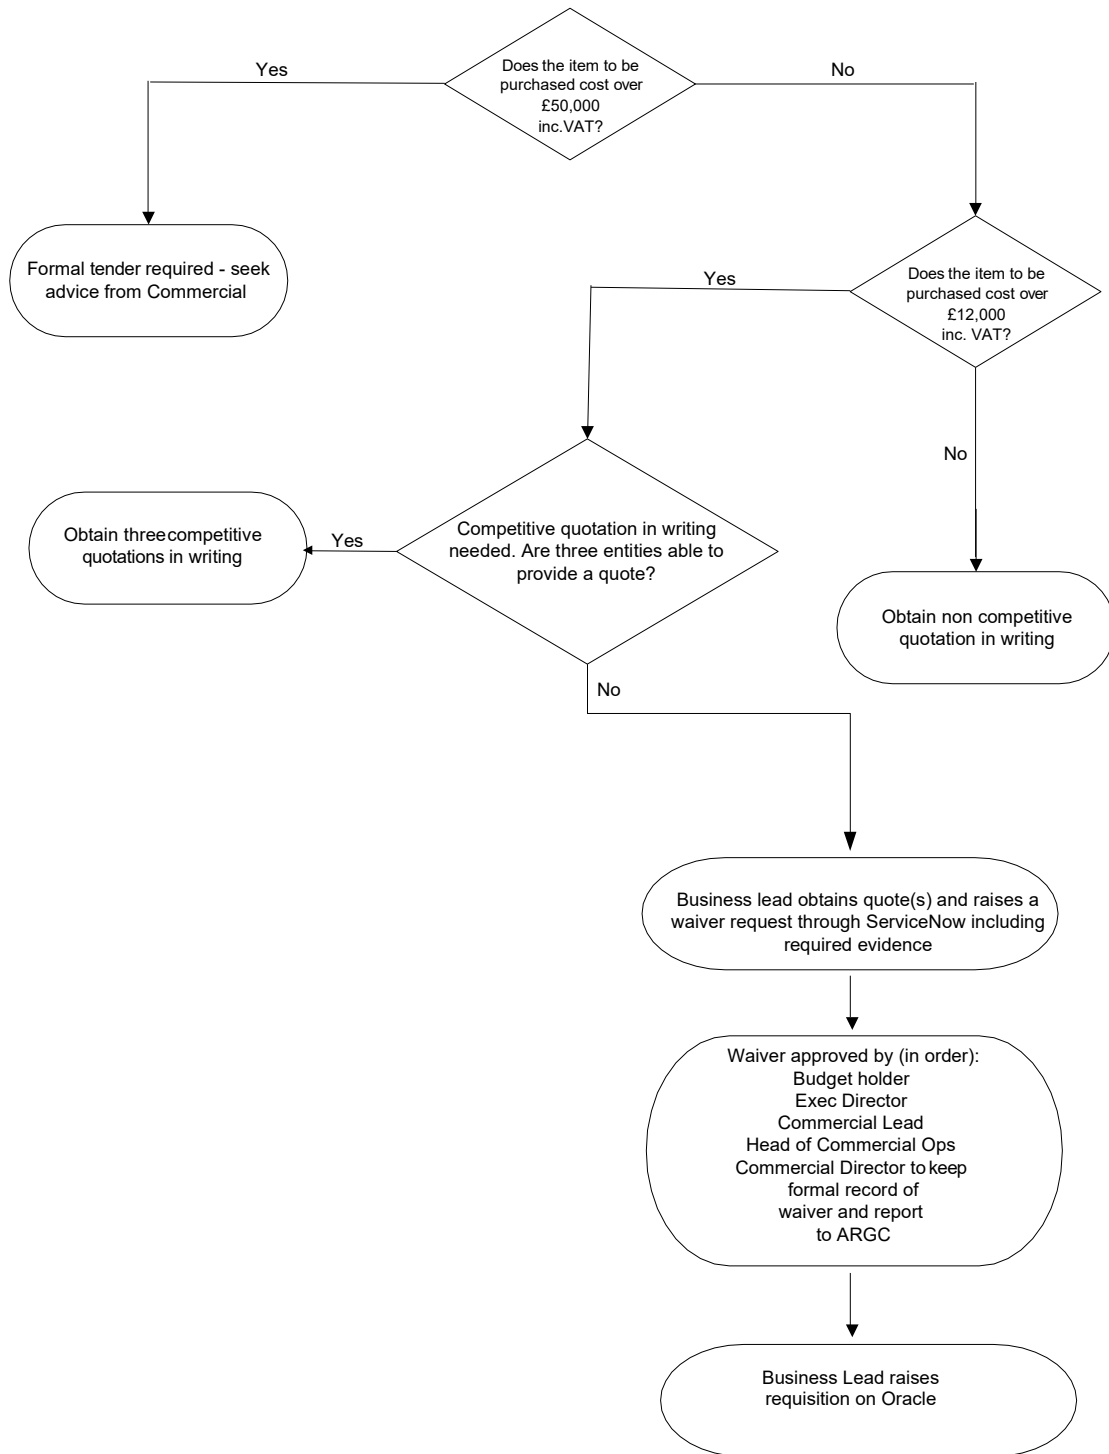 Does the item to be
purchased cost over
£50,000
inc.VAT?
Yes
No
Formal tender required - seek
advice from Commercial
Does the item to be
purchased cost over
£12,000
inc. VAT?
Yes
No
Competitive quotation in writing
needed. Are three entities able to
provide a quote?
Yes
Obtain three competitive
quotations in writing
No
Obtain non competitive
quotation in writing
Business lead obtains quote(s) and raises a
waiver request through ServiceNow including
required evidence
Waiver approved by (in order):
Budget holder
Exec Director
Commercial Lead
Head of Commercial Ops
Commercial Director to keep
formal record of
waiver and report
to ARGC
Business Lead raises
requisition on Oracle